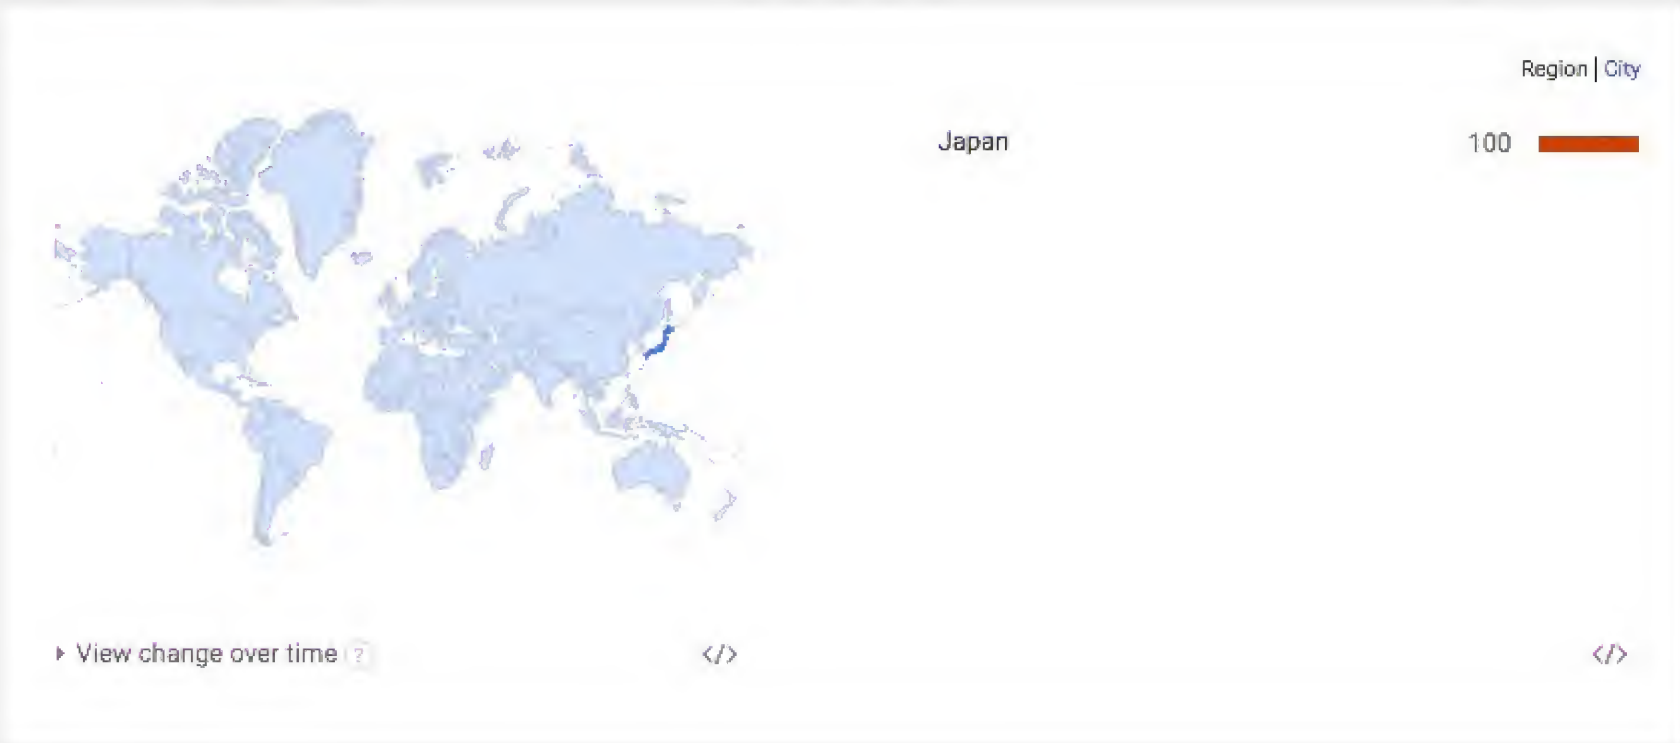 Region | City
Japan 100
View change over time ?
</> </>